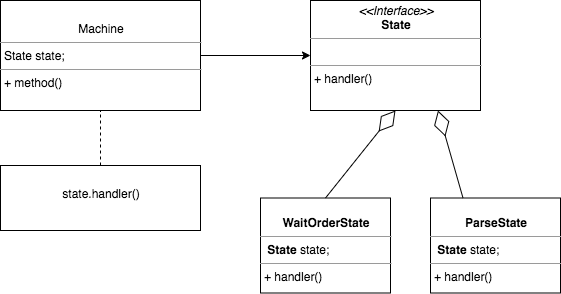 Machine
State state;
+ method()
<<Interface>>
State
+ handler()
state.handler()
WaitOrderState
State state;
+ handler()
ParseState
State state;
+ handler()